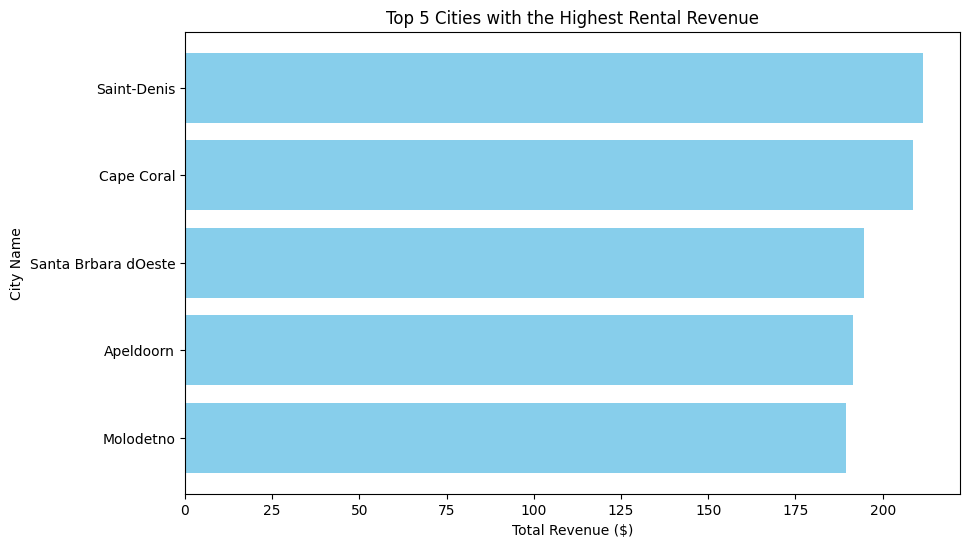 Top 5 Cities with the Highest Rental Revenue
Saint-Denis
Cape Coral
Santa Brbara dOeste
Apeldoorn
Molodetno
City Name
0 25 50 75 100 125 150 175 200
Total Revenue ($)